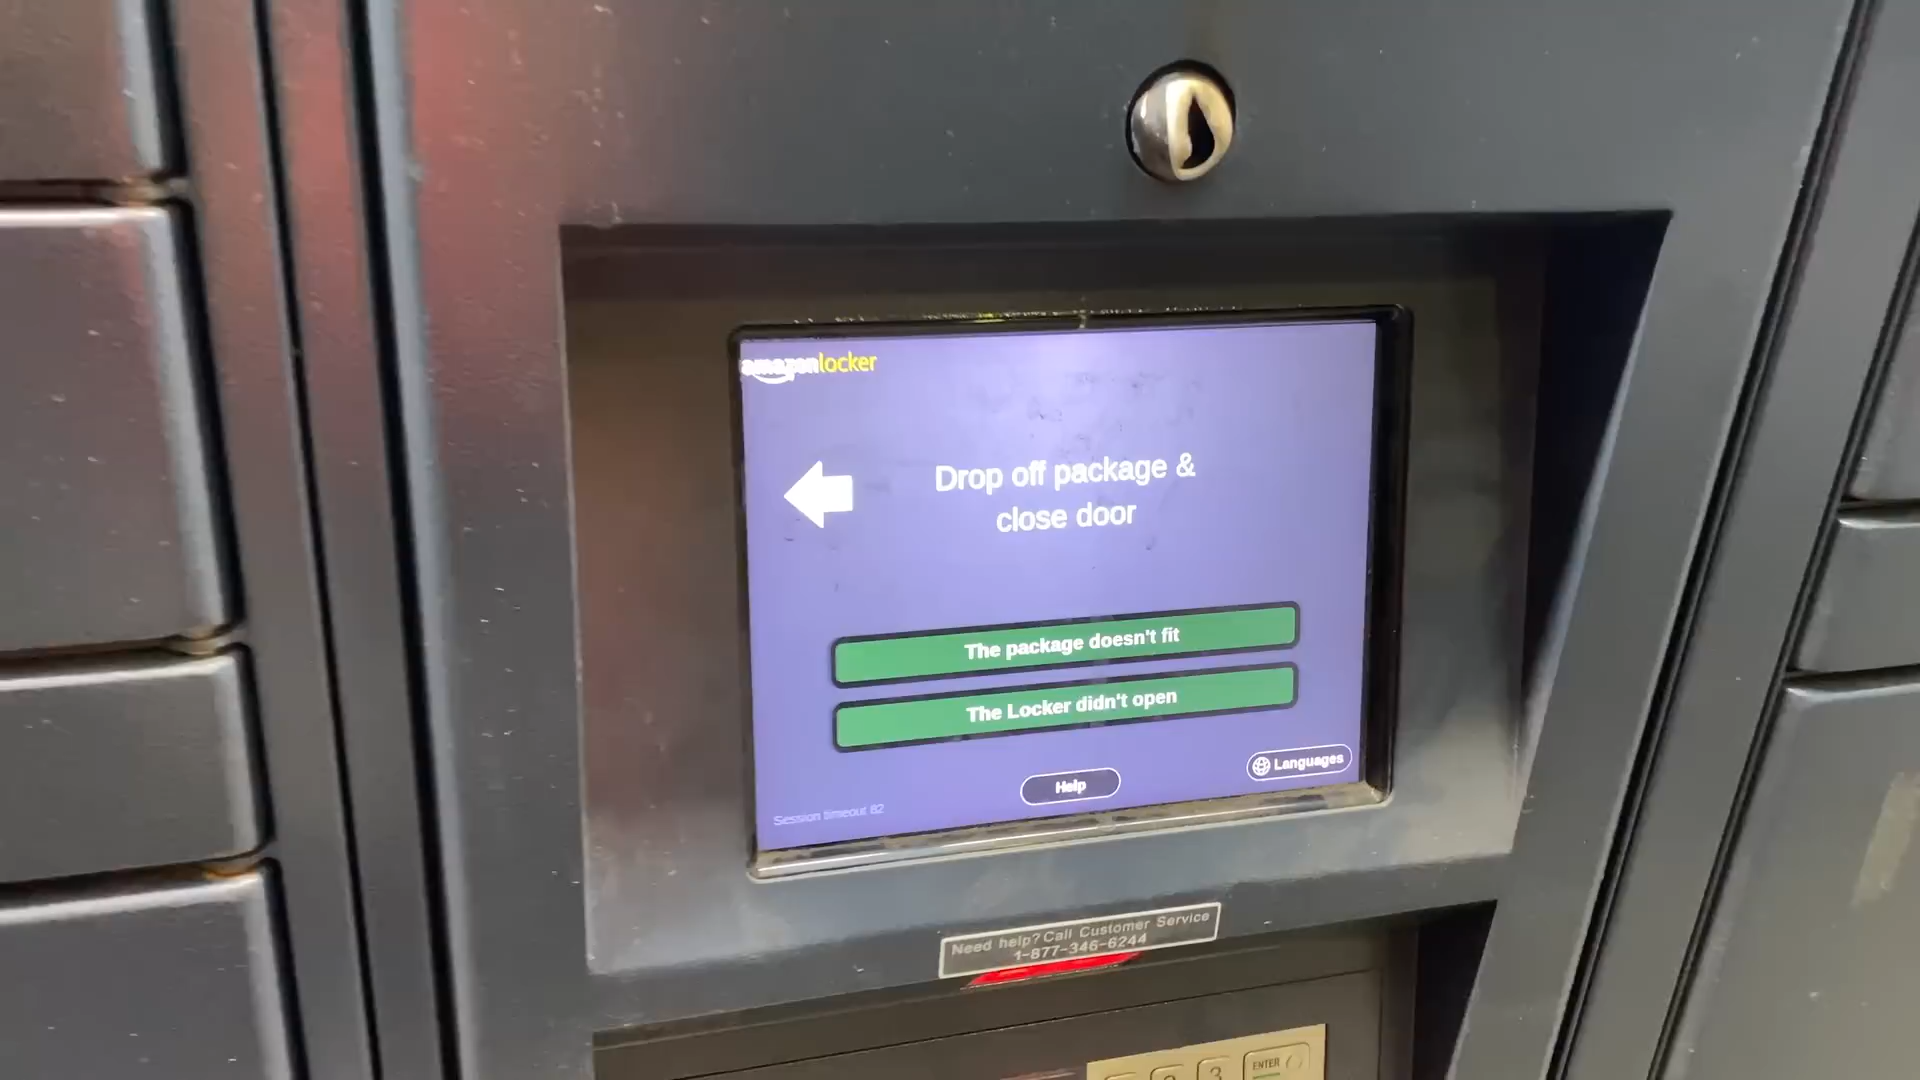 amazonlocker
Drop off package &
close door
The package doesn't fit
The Locker didn't open
Languages
Help
Session timeout 82
Need help? Call Customer Service
1-877-346-6244
3 ENTER